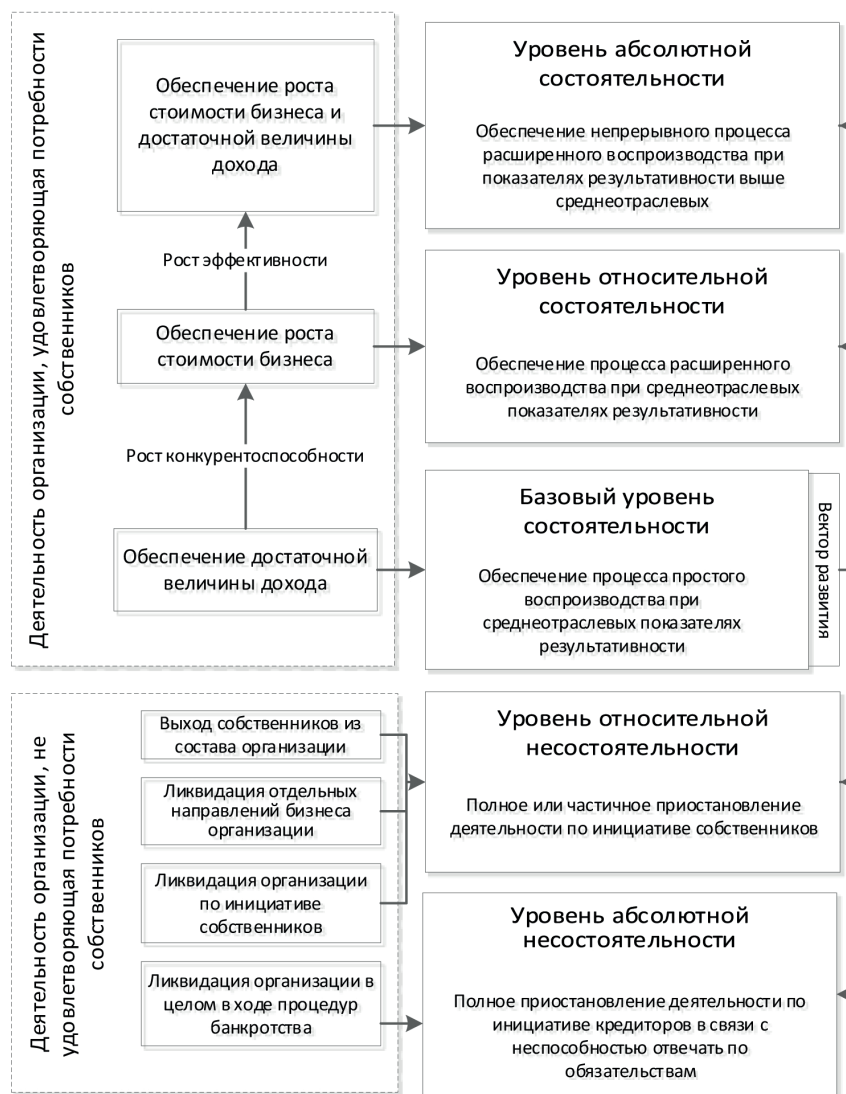 Деятельность организации, удовлетворяющая потребности
собственников
Обеспечение роста
стоимости бизнеса и
достаточной величины
дохода
Рост эффективности
Обеспечение роста
стоимости бизнеса
Рост конкурентоспособности
Обеспечение достаточной
величины дохода
Уровень абсолютной
состоятельности
Обеспечение непрерывного процесса
расширенного воспроизводства при
показателях результативности выше
среднеотраслевых
Уровень относительной
состоятельности
Обеспечение процесса расширенного
воспроизводства при среднеотраслевых
показателях результативности
Базовый уровень
состоятельности
Обеспечение процесса простого
воспроизводства при
среднеотраслевых показателях
результативности
Вектор развития
Деятельность организации, не
удовлетворяющая потребности
собственников
Выход собственников из
состава организации
Ликвидация отдельных
направлений бизнеса
организации
Ликвидация организации
по инициативе
собственников
Ликвидация организации в
целом в ходе процедур
банкротства
Уровень относительной
несостоятельности
Полное или частичное приостановление
деятельности по инициативе собственников
Уровень абсолютной
несостоятельности
Полное приостановление деятельности по
инициативе кредиторов в связи с
неспособностью отвечать по
обязательствам